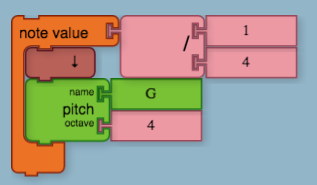 note value
/
1
4
↓
name
G
pitch
octave
4